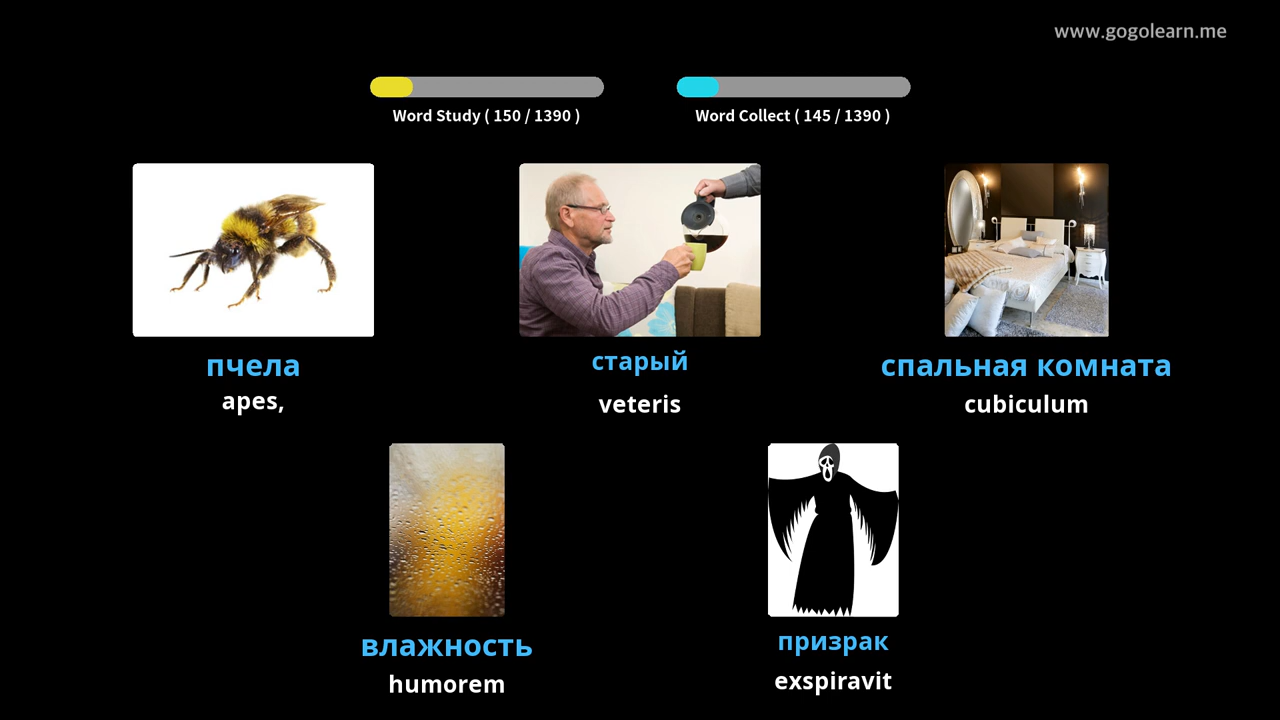 www.gogolearn.me
Word Study ( 150 / 1390 )
Word Collect ( 145 / 1390 )
пчела
apes,
старый
veteris
спальная комната
cubiculum
влажность
humorem
призрак
exspiravit